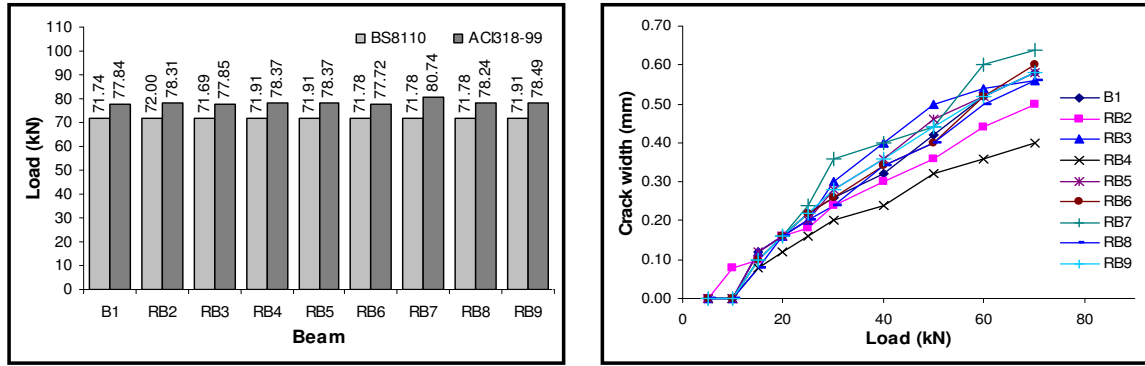 110
100
90
80
70
60
50
40
30
20
10
0
Load (kN)
BS8110
ACI318-99
71.74
77.84
72.00
78.31
71.69
77.85
71.91
78.37
71.91
78.37
71.78
77.72
71.78
80.74
71.78
78.24
71.91
78.49
B1 RB2 RB3 RB4 RB5 RB6 RB7 RB8 RB9
Beam
0.70
0.60
0.50
0.40
0.30
0.20
0.10
0.00
Crack width (mm)
0 20 40 60 80
Load (kN)
B1
RB2
RB3
RB4
RB5
RB6
RB7
RB8
RB9